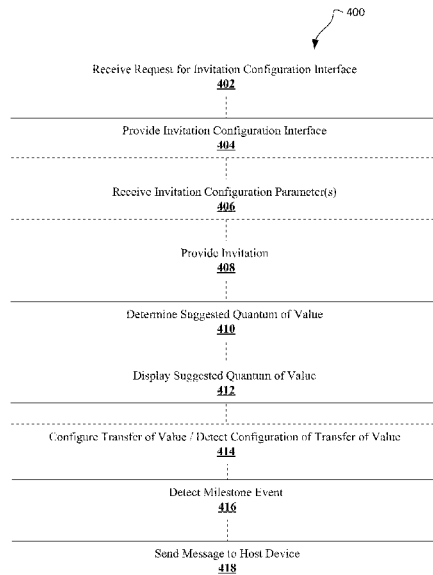 400
Receive Request for Invitation Configuration Interface
402
Provide Invitation Configuration Interface
404
Receive Invitation Configuration Parameter(s)
406
Provide Invitation
408
Determine Suggested Quantum of Value
410
Display Suggested Quantum of Value
412
Configure Transfer of Value / Detect Configuration of Transfer of Value
414
Detect Milestone Event
416
Send Message to Host Device
418